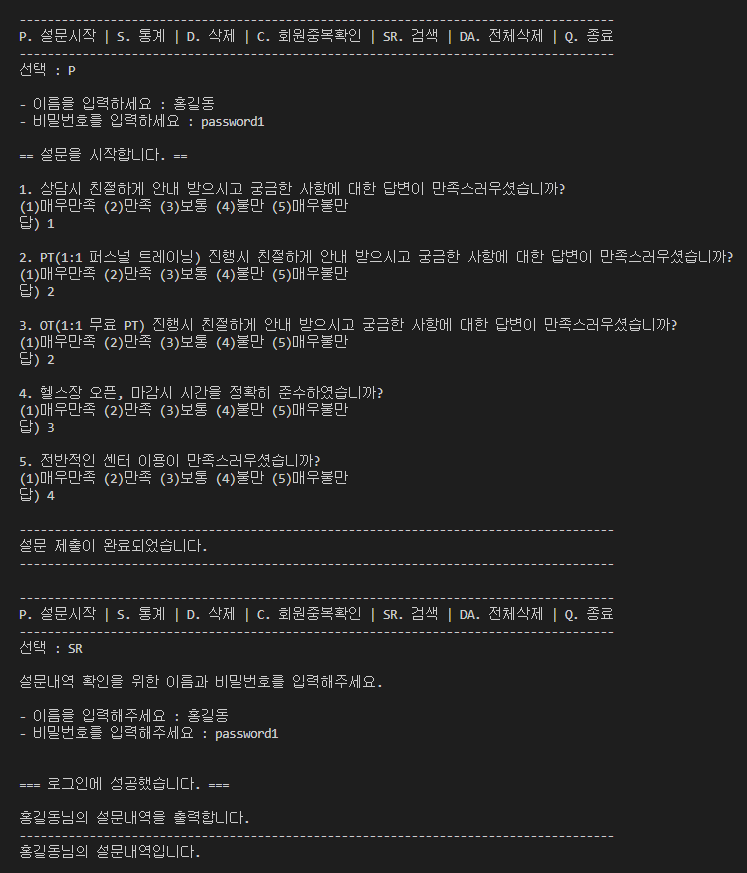 -------------------------------------------------------------------------------------
P. 설문시작 | S. 통계 | D. 삭제 | C. 회원중복확인 | SR. 검색 | DA. 전체삭제 | Q. 종료
-------------------------------------------------------------------------------------
선택 : P
- 이름을 입력하세요 : 홍길동
- 비밀번호를 입력하세요 : password1
== 설문을 시작합니다. ==
1. 상담시 친절하게 안내 받으시고 궁금한 사항에 대한 답변이 만족스러우셨습니까?
(1)매우만족 (2)만족 (3)보통 (4)불만 (5)매우불만
답) 1
2. PT(1:1 퍼스널 트레이닝) 진행시 친절하게 안내 받으시고 궁금한 사항에 대한 답변이 만족스러우셨습니까?
(1)매우만족 (2)만족 (3)보통 (4)불만 (5)매우불만
답) 2
3. OT(1:1 무료 PT) 진행시 친절하게 안내 받으시고 궁금한 사항에 대한 답변이 만족스러우셨습니까?
(1)매우만족 (2)만족 (3)보통 (4)불만 (5)매우불만
답) 2
4. 헬스장 오픈, 마감시 시간을 정확히 준수하였습니까?
(1)매우만족 (2)만족 (3)보통 (4)불만 (5)매우불만
답) 3
5. 전반적인 센터 이용이 만족스러우셨습니까?
(1)매우만족 (2)만족 (3)보통 (4)불만 (5)매우불만
답) 4
-------------------------------------------------------------------------------------
설문 제출이 완료되었습니다.
-------------------------------------------------------------------------------------
-------------------------------------------------------------------------------------
P. 설문시작 | S. 통계 | D. 삭제 | C. 회원중복확인 | SR. 검색 | DA. 전체삭제 | Q. 종료
-------------------------------------------------------------------------------------
선택 : SR
설문내역 확인을 위한 이름과 비밀번호를 입력해주세요.
- 이름을 입력해주세요 : 홍길동
- 비밀번호를 입력해주세요 : password1
=== 로그인에 성공했습니다. ===
홍길동님의 설문내역을 출력합니다.
-------------------------------------------------------------------------------------
홍길동님의 설문내역입니다.